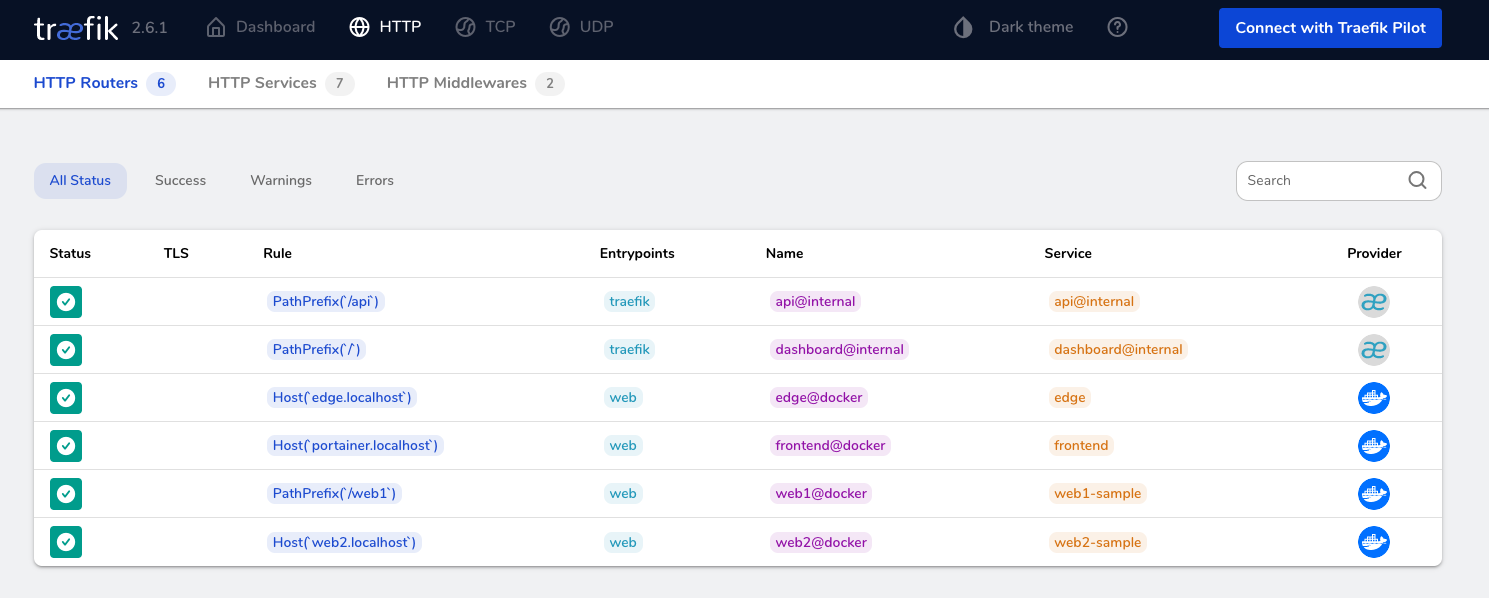 træfik 2.6.1 Dashboard HTTP TCP UDP Dark theme Connect with Traefik Pilot
HTTP Routers 6 HTTP Services 7 HTTP Middlewares 2
All Status Success Warnings Errors Search
Status TLS Rule Entrypoints Name Service Provider
PathPrefix(`/api`) traefik api@internal api@internal æ
PathPrefix(`/`) traefik dashboard@internal dashboard@internal æ
Host(`edge.localhost`) web edge@docker edge
Host(`portainer.localhost`) web frontend@docker frontend
PathPrefix(`/web1`) web web1@docker web1-sample
Host(`web2.localhost`) web web2@docker web2-sample